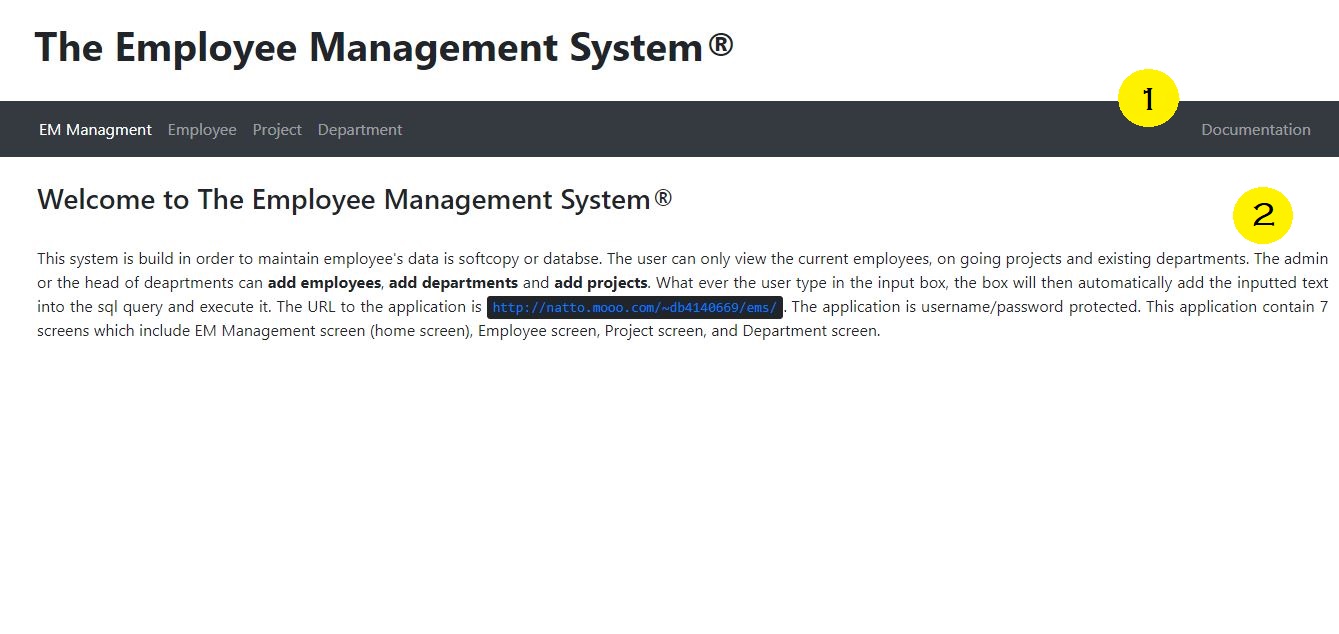 The Employee Management System®
1
EM Managment Employee Project Department Documentation
Welcome to The Employee Management System®
2
This system is build in order to maintain employee's data is softcopy or databse. The user can only view the current employees, on going projects and existing departments. The admin
or the head of deaprtments can add employees, add departments and add projects. What ever the user type in the input box, the box will then automatically add the inputted text
into the sql query and execute it. The URL to the application is http://natto.mooo.com/~db4140669/ems/. The application is username/password protected. This application contain 7
screens which include EM Management screen (home screen), Employee screen, Project screen, and Department screen.